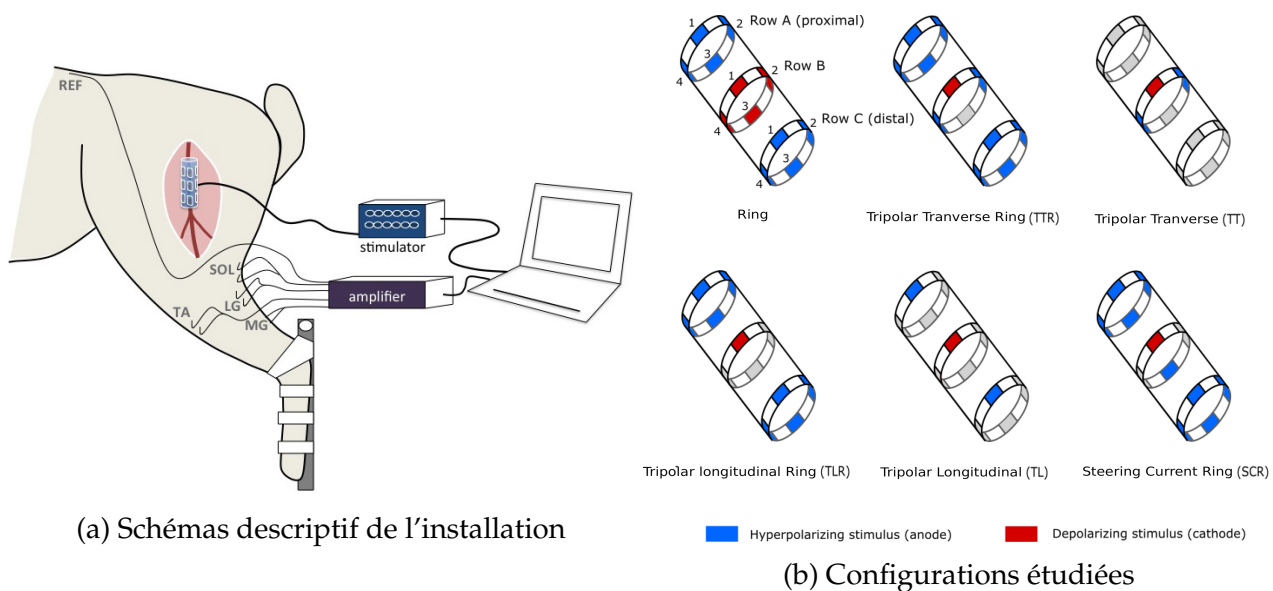 REF
SOL
LG
TA
MG
stimulator
amplifier
(a) Schémas descriptif de l'installation
1 2 Row A (proximal)
3
4
1 2 Row B
3
4
1 2 Row C (distal)
3
4
Ring
Tripolar Tranverse Ring (TTR)
Tripolar Tranverse (TT)
Tripolar longitudinal Ring (TLR)
Tripolar Longitudinal (TL)
Steering Current Ring (SCR)
Hyperpolarizing stimulus (anode)
Depolarizing stimulus (cathode)
(b) Configurations étudiées